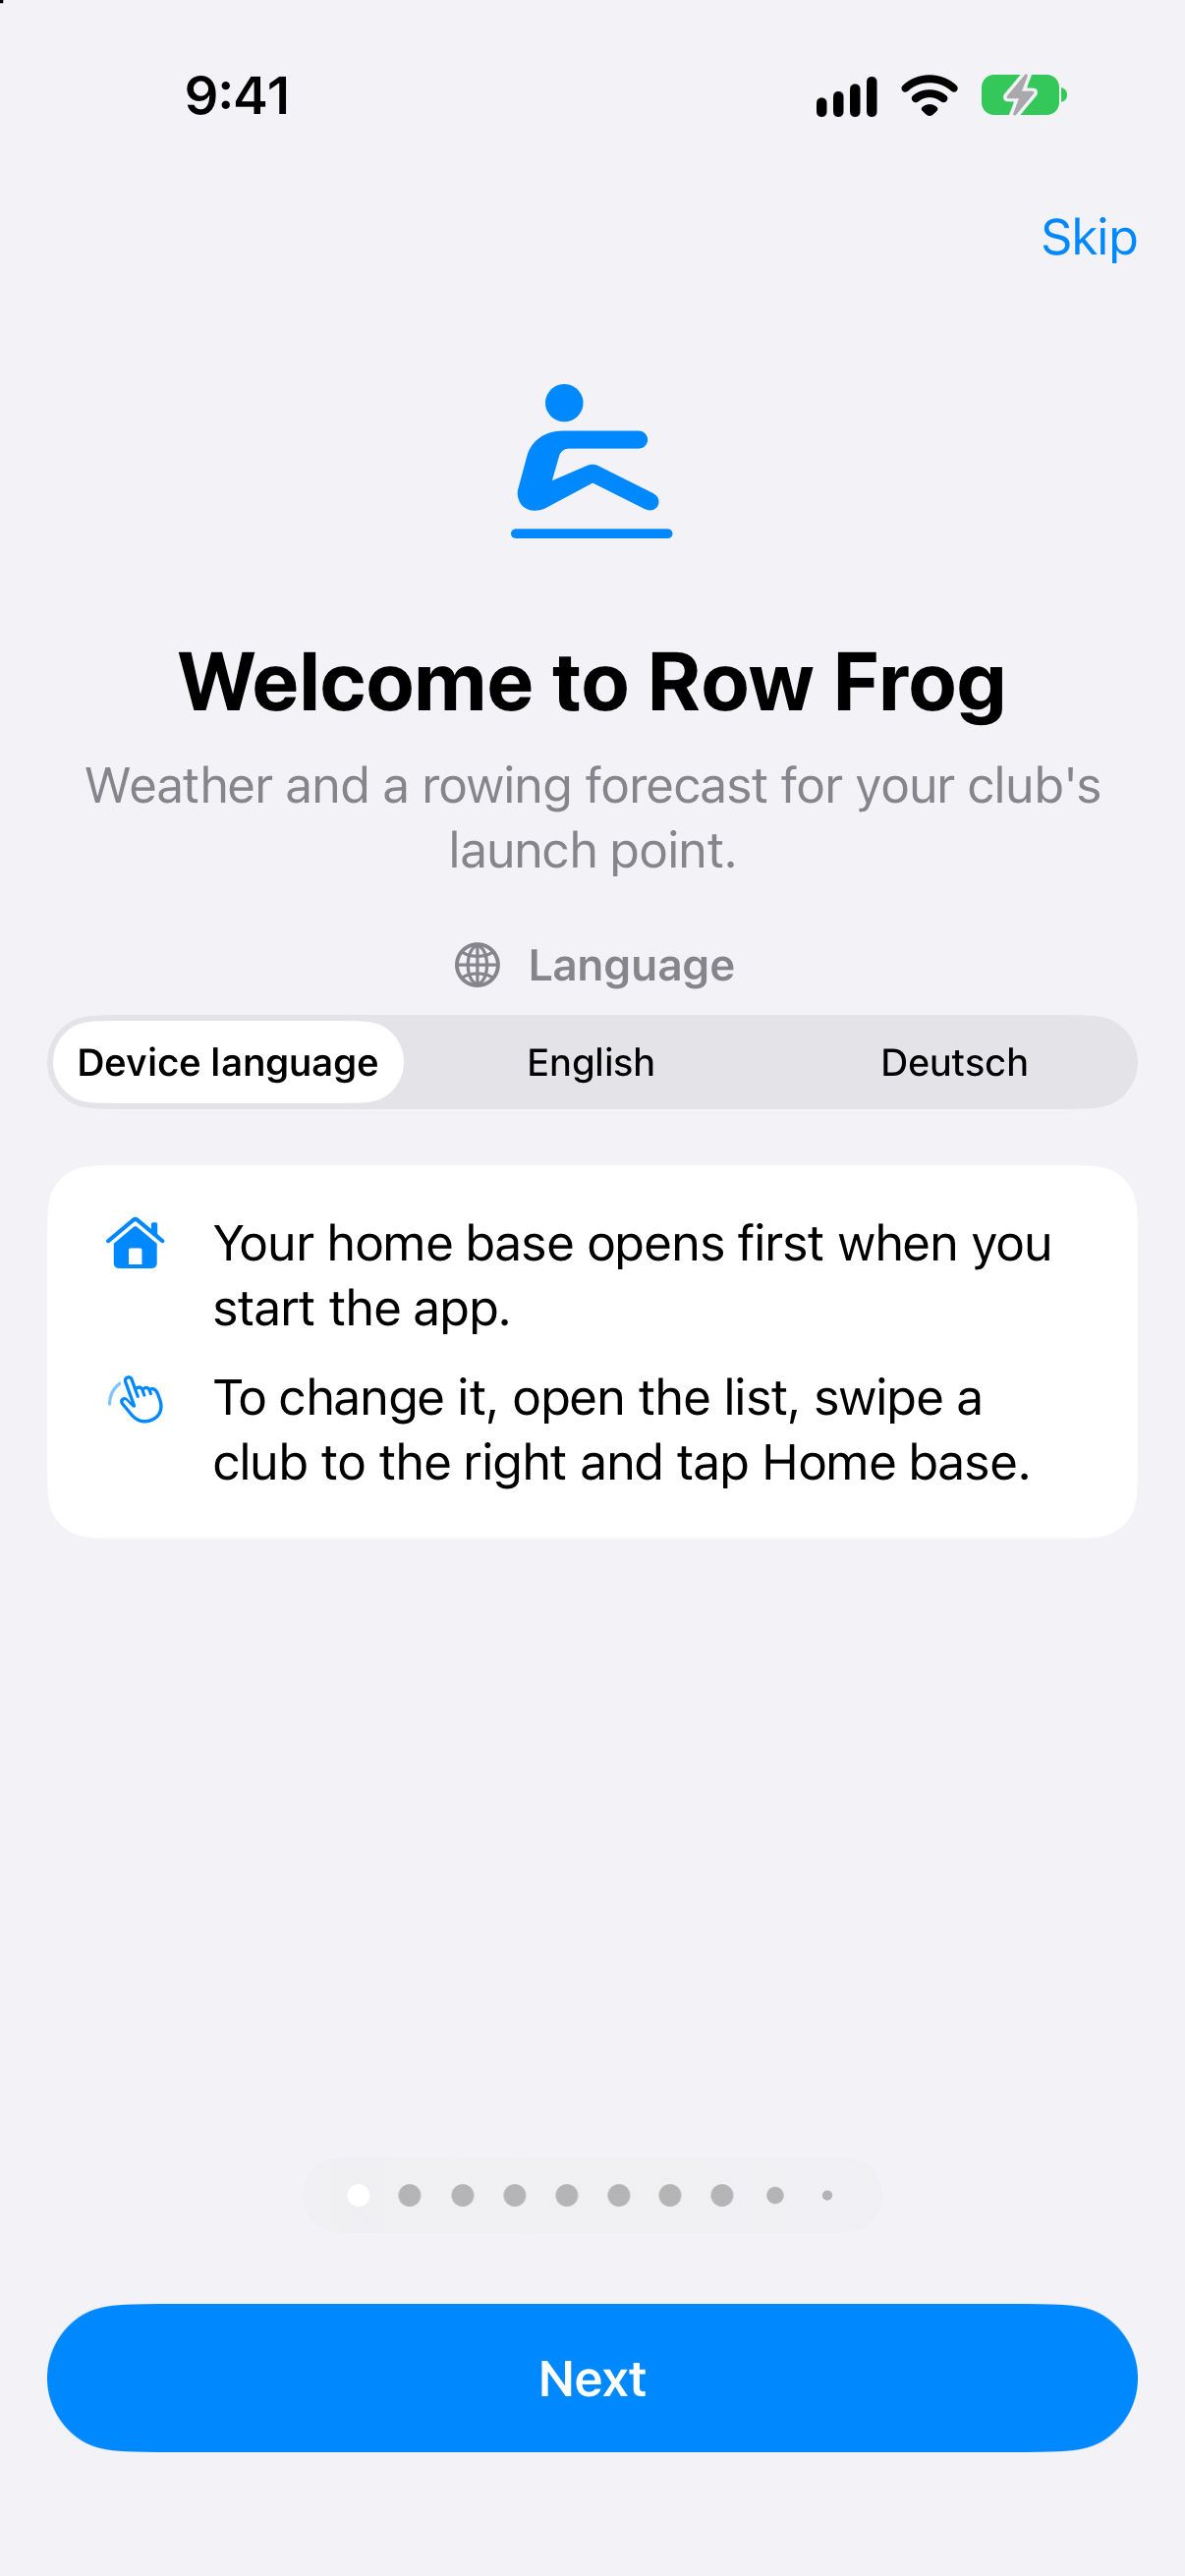 9:41
Skip
Welcome to Row Frog
Weather and a rowing forecast for your club's
launch point.
Language
Device language
English
Deutsch
Your home base opens first when you
start the app.
To change it, open the list, swipe a
club to the right and tap Home base.
Next